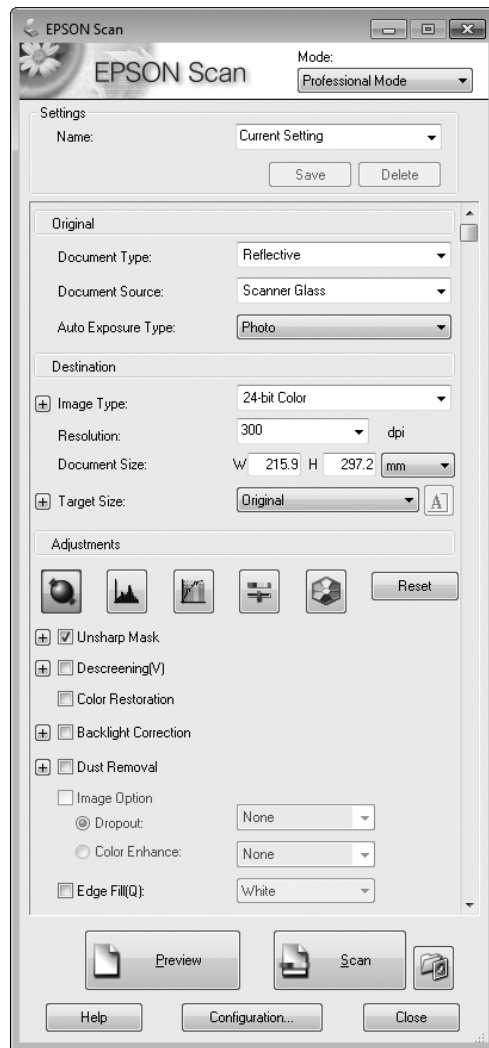 EPSON Scan
EPSON Scan
Mode:
Professional Mode
Settings
Name: Current Setting
Save Delete
Original
Document Type: Reflective
Document Source: Scanner Glass
Auto Exposure Type: Photo
Destination
Image Type: 24-bit Color
Resolution: 300 dpi
Document Size: W 215.9 H 297.2 mm
Target Size: Original A
Adjustments
Reset
Unsharp Mask
Descreening(V)
Color Restoration
Backlight Correction
Dust Removal
Image Option
Dropout: None
Color Enhance: None
Edge Fill(Q): White
Preview Scan
Help Configuration... Close